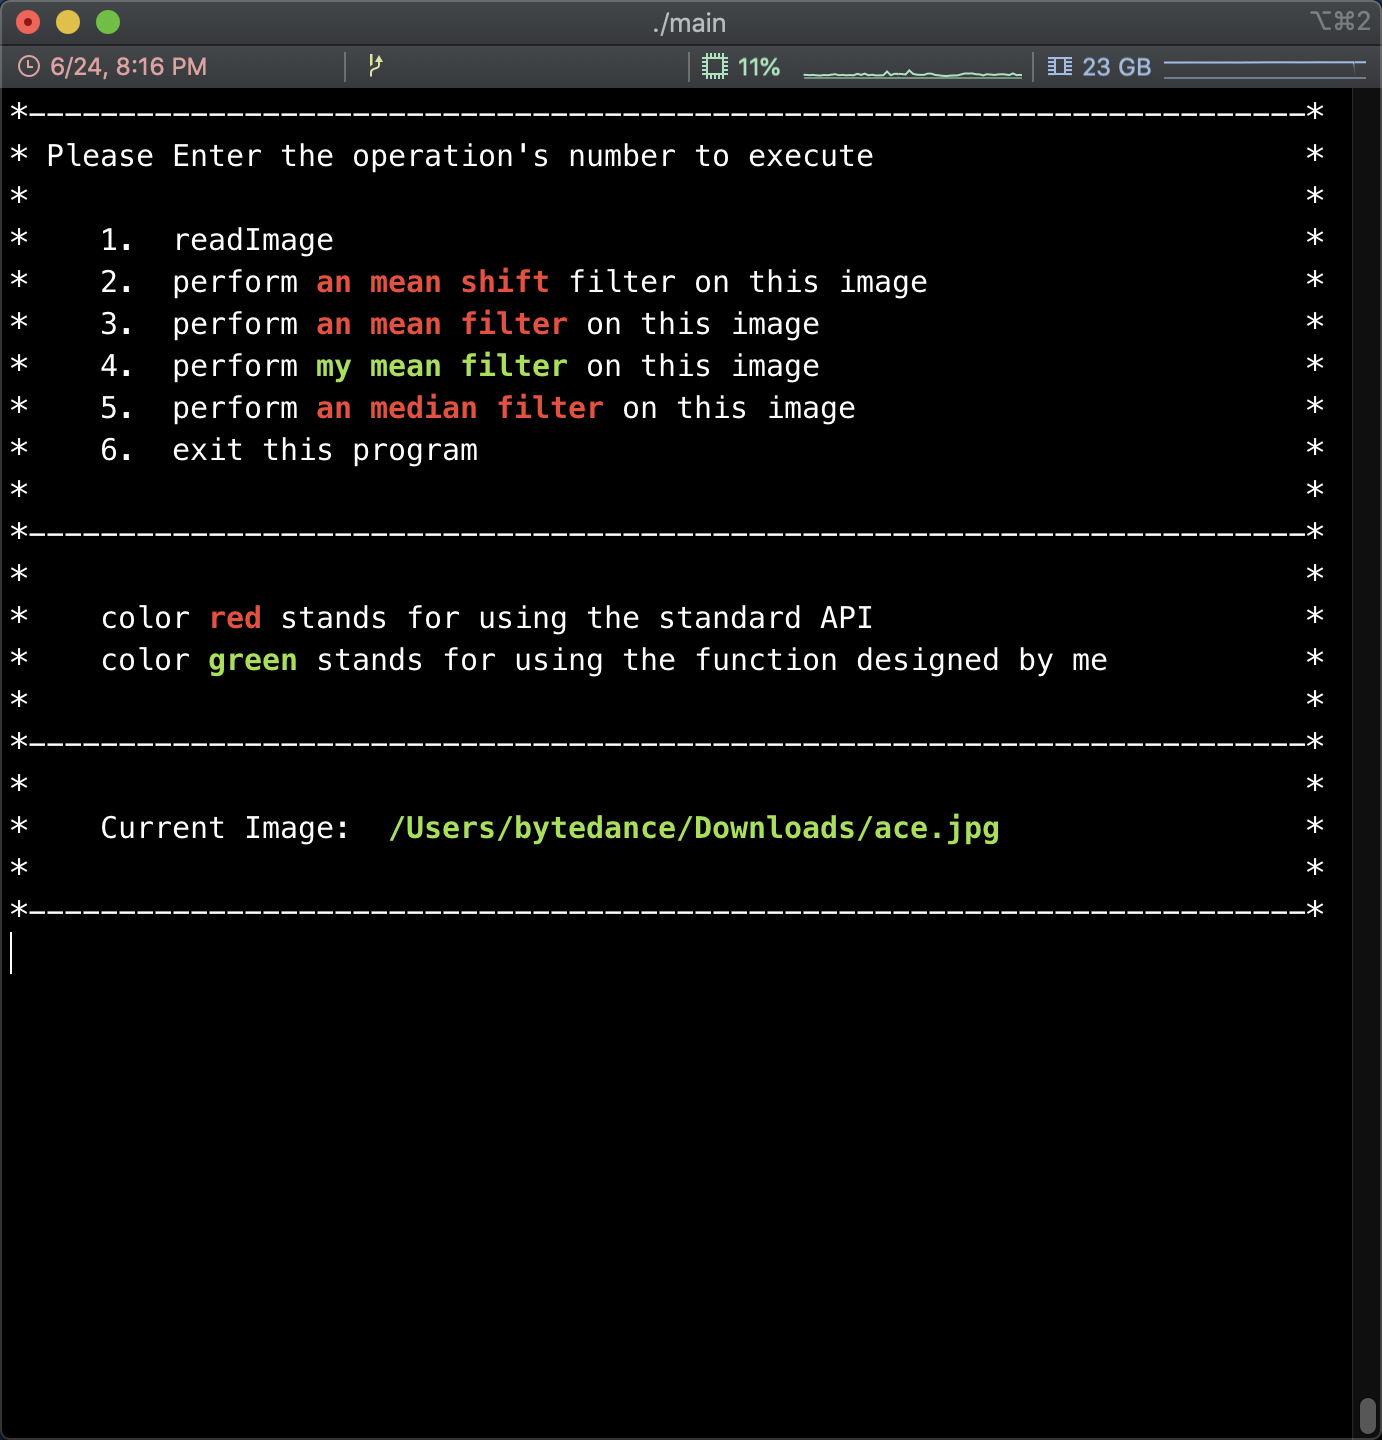 ./main
⌥⌘2
6/24, 8:16 PM
11%
23 GB
*-----------------------------------------------------------------------*
* Please Enter the operation's number to execute                        *
*                                                                       *
*    1.  readImage                                                      *
*    2.  perform an mean shift filter on this image                     *
*    3.  perform an mean filter on this image                           *
*    4.  perform my mean filter on this image                           *
*    5.  perform an median filter on this image                         *
*    6.  exit this program                                              *
*                                                                       *
*-----------------------------------------------------------------------*
*                                                                       *
*    color red stands for using the standard API                        *
*    color green stands for using the function designed by me           *
*                                                                       *
*-----------------------------------------------------------------------*
*                                                                       *
*    Current Image:  /Users/bytedance/Downloads/ace.jpg                 *
*                                                                       *
*-----------------------------------------------------------------------*